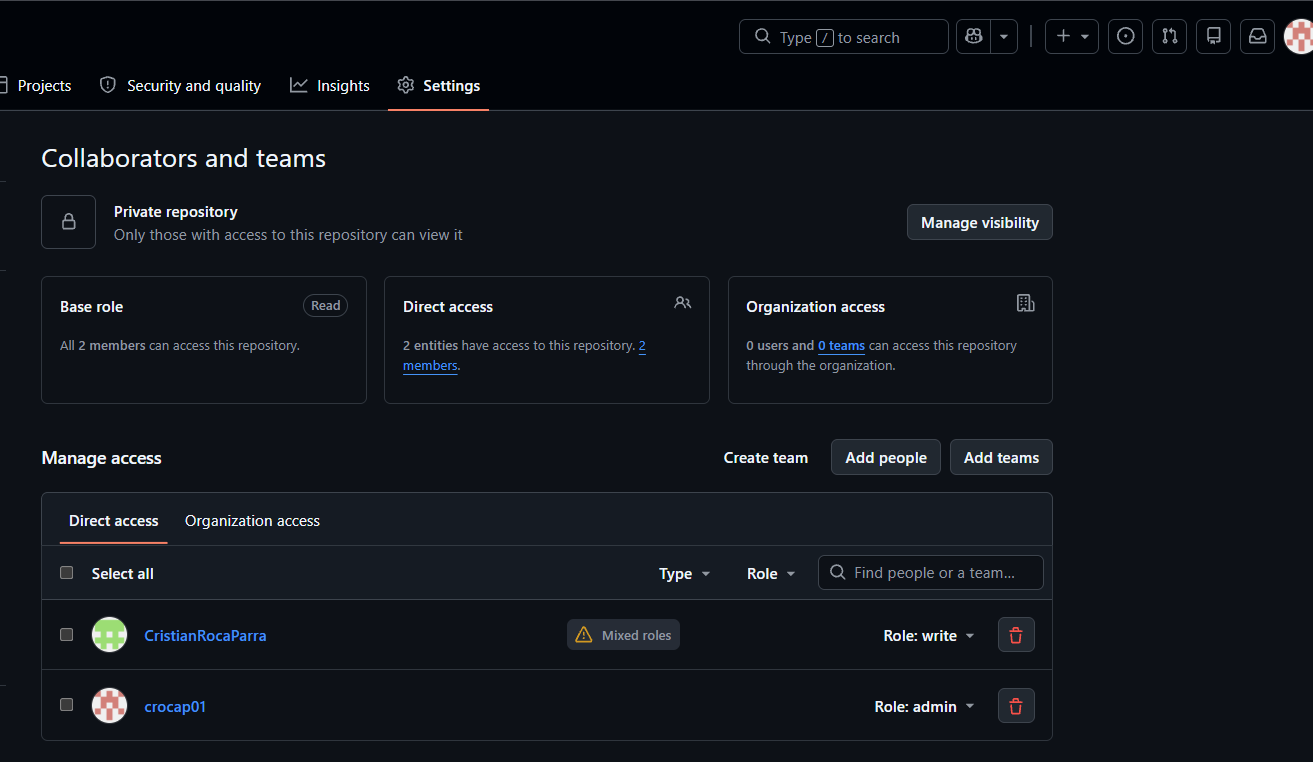 Type / to search
Projects
Security and quality
Insights
Settings
Collaborators and teams
Private repository
Only those with access to this repository can view it
Manage visibility
Base role
Read
All 2 members can access this repository.
Direct access
2 entities have access to this repository. 2
members.
Organization access
0 users and 0 teams can access this repository
through the organization.
Manage access
Create team
Add people
Add teams
Direct access
Organization access
Select all
Type
Role
Find people or a team...
CristianRocaParra
Mixed roles
Role: write
crocap01
Role: admin